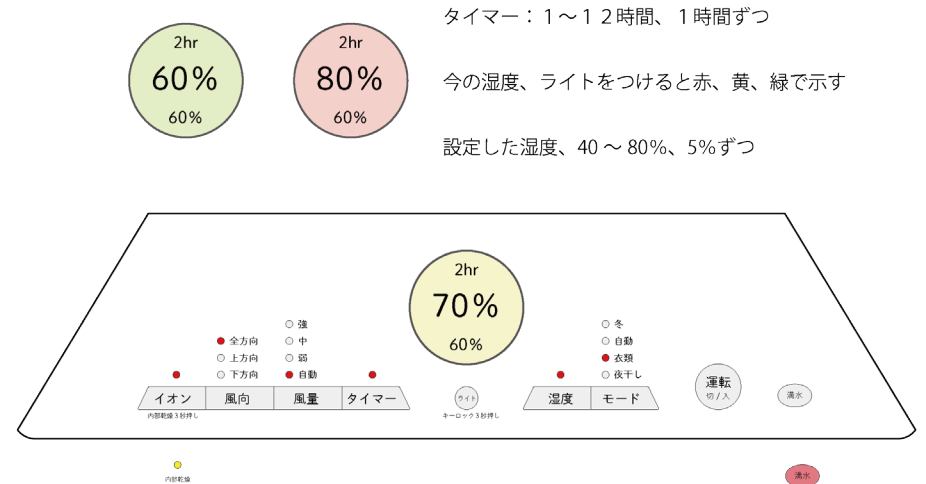 タイマー：１～１２時間、１時間ずつ
2hr
60%
60%
2hr
80%
60%
今の湿度、ライトをつけると赤、黄、緑で示す
設定した湿度、40 ～ 80%、5%ずつ
2hr
70%
60%
全方向
上方向
下方向
強
中
弱
自動
冬
自動
衣類
夜干し
イオン
風向
風量
タイマー
内部乾燥３秒押し
ライト
キーロック３秒押し
湿度
モード
運転
切 / 入
満水
内部乾燥
満水